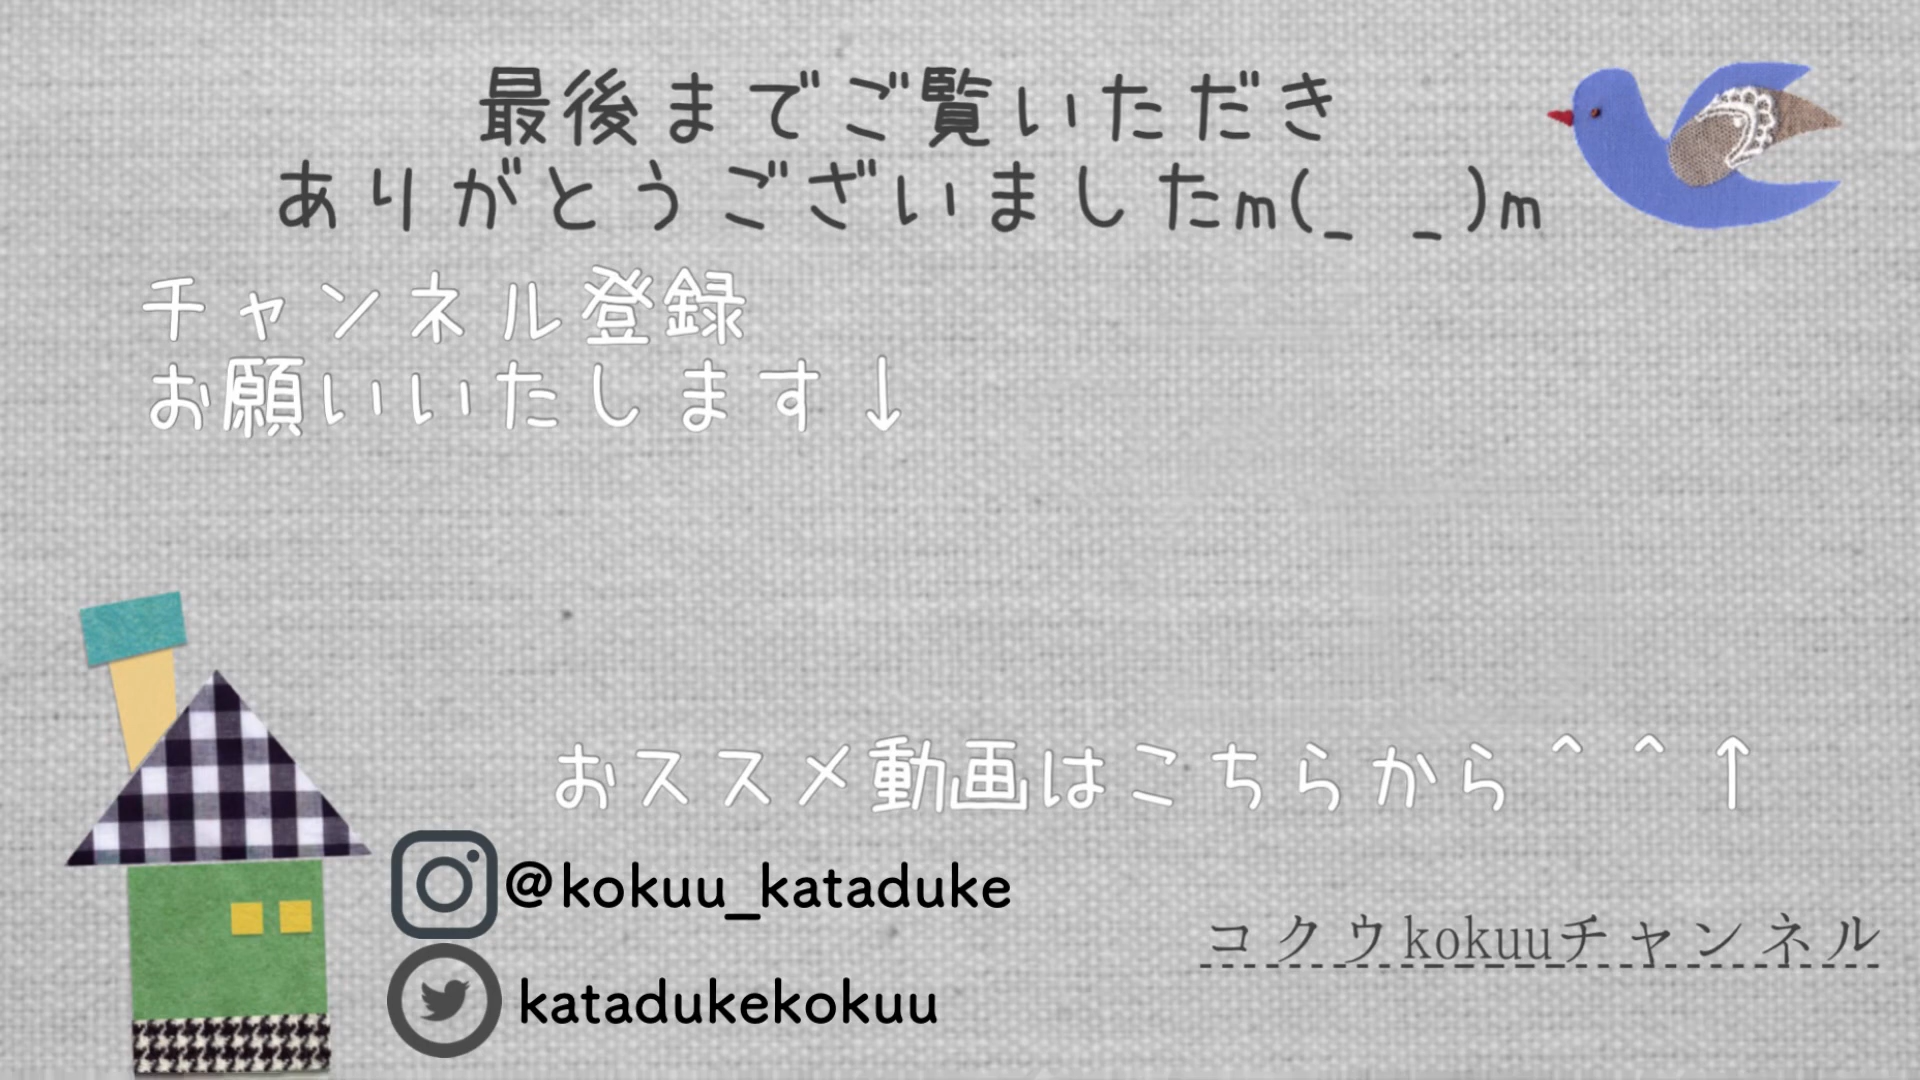 最後までご覧いただき
ありがとうございましたm(_ _)m
チャンネル登録
お願いいたします↓
おススメ動画はこちらから＾＾↑
@kokuu_kataduke
katadukekokuu
コクウkokuuチャンネル